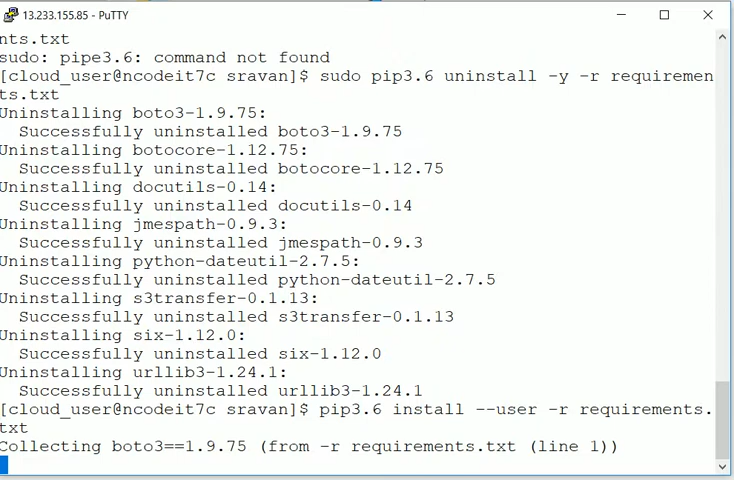 13.233.155.85 - PuTTY
nts.txt
sudo: pipe3.6: command not found
[cloud_user@ncodeit7c sravan]$ sudo pip3.6 uninstall -y -r requiremen
ts.txt
Uninstalling boto3-1.9.75:
  Successfully uninstalled boto3-1.9.75
Uninstalling botocore-1.12.75:
  Successfully uninstalled botocore-1.12.75
Uninstalling docutils-0.14:
  Successfully uninstalled docutils-0.14
Uninstalling jmespath-0.9.3:
  Successfully uninstalled jmespath-0.9.3
Uninstalling python-dateutil-2.7.5:
  Successfully uninstalled python-dateutil-2.7.5
Uninstalling s3transfer-0.1.13:
  Successfully uninstalled s3transfer-0.1.13
Uninstalling six-1.12.0:
  Successfully uninstalled six-1.12.0
Uninstalling urllib3-1.24.1:
  Successfully uninstalled urllib3-1.24.1
[cloud_user@ncodeit7c sravan]$ pip3.6 install --user -r requirements.
txt
Collecting boto3==1.9.75 (from -r requirements.txt (line 1))